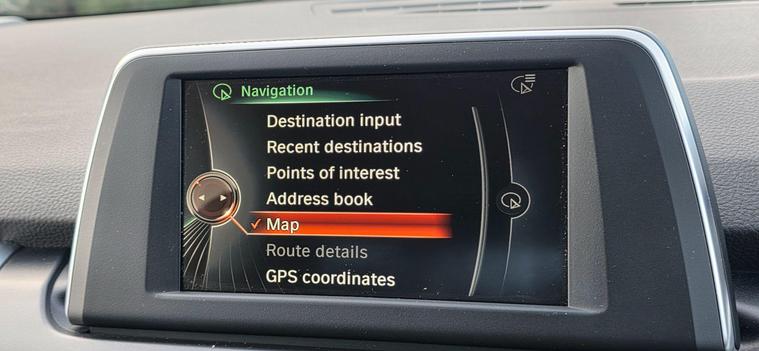 Navigation
Destination input
Recent destinations
Points of interest
Address book
Map
Route details
GPS coordinates